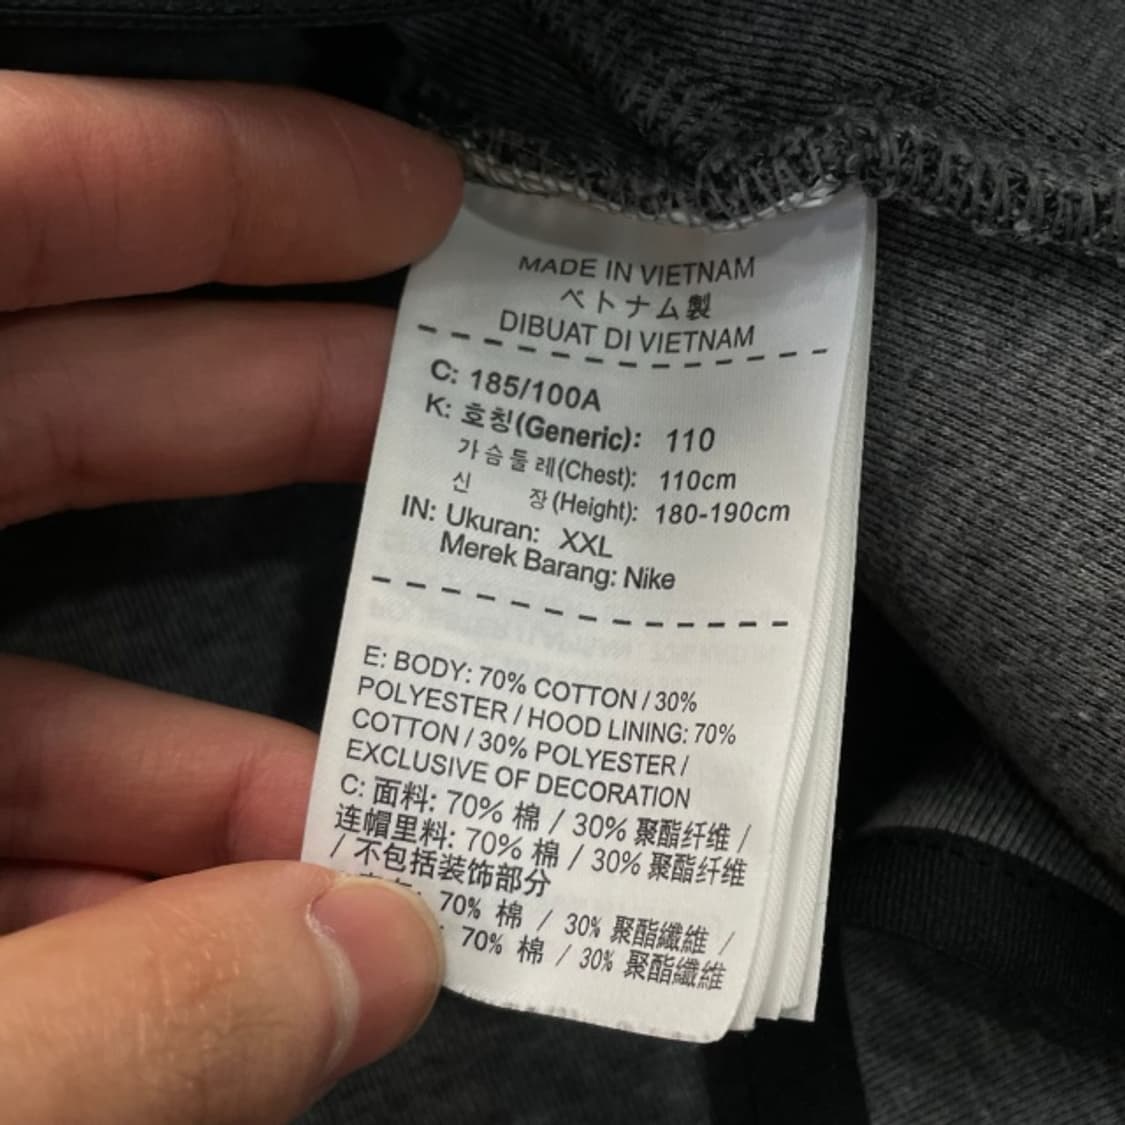 MADE IN VIETNAM
ベトナム製
DIBUAT DI VIETNAM
C: 185/100A
K: 호칭(Generic): 110
가슴둘레(Chest): 110cm
신 장(Height): 180-190cm
IN: Ukuran: XXL
Merek Barang: Nike
E: BODY: 70% COTTON / 30%
POLYESTER / HOOD LINING: 70%
COTTON / 30% POLYESTER /
EXCLUSIVE OF DECORATION
C: 面料: 70% 棉 / 30% 聚酯纤维 /
连帽里料: 70% 棉 / 30% 聚酯纤维
/ 不包括装饰部分
: 70% 棉 / 30% 聚酯纖維 /
: 70% 棉 / 30% 聚酯纖維